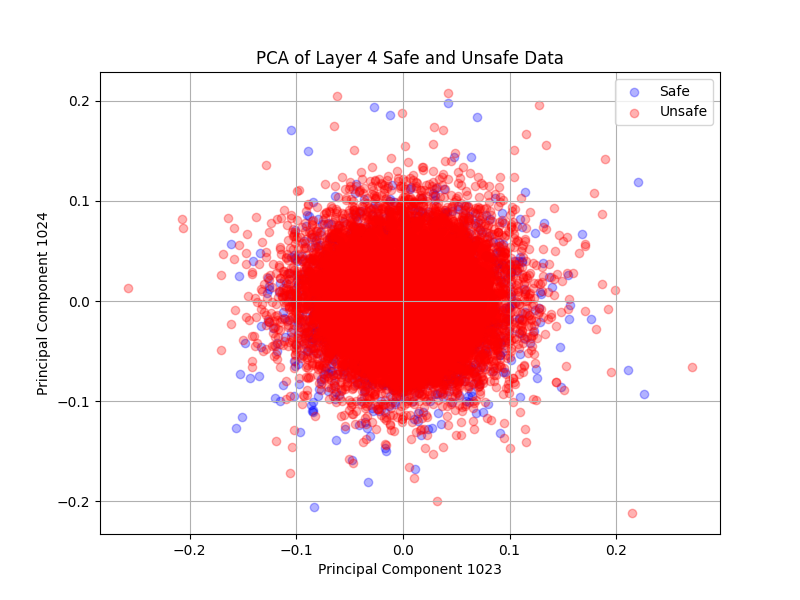 PCA of Layer 4 Safe and Unsafe Data
Safe
Unsafe
0.2
0.1
0.0
−0.1
−0.2
Principal Component 1024
−0.2
−0.1
0.0
0.1
0.2
Principal Component 1023